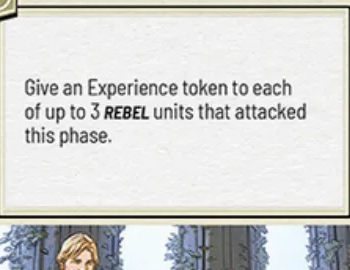 Give an Experience token to each
of up to 3 REBEL units that attacked
this phase.